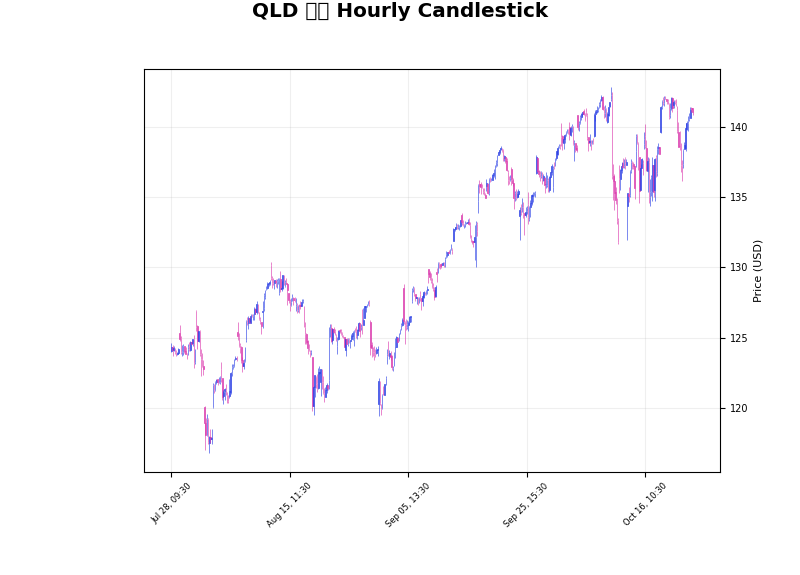 QLD Hourly Candlestick
140
135
130
125
120
Price (USD)
Jul 28, 09:30
Aug 15, 11:30
Sep 05, 13:30
Sep 25, 15:30
Oct 16, 10:30